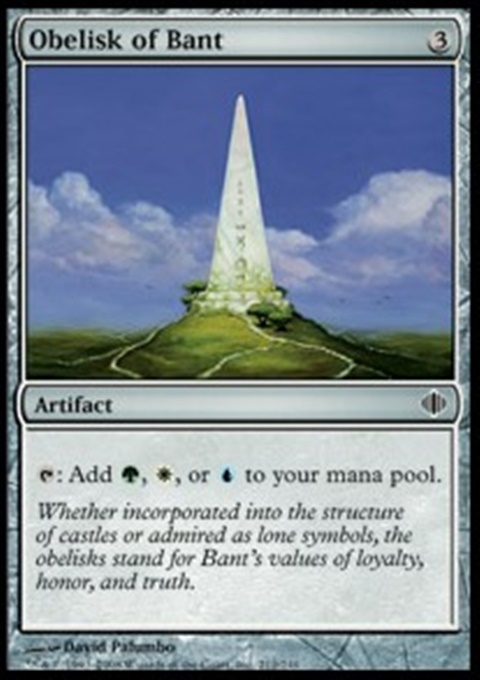 Obelisk of Bant 3
Artifact
: Add , , or to your mana pool.
Whether incorporated into the structure
of castles or admired as lone symbols, the
obelisks stand for Bant's values of loyalty,
honor, and truth.
David Palumbo